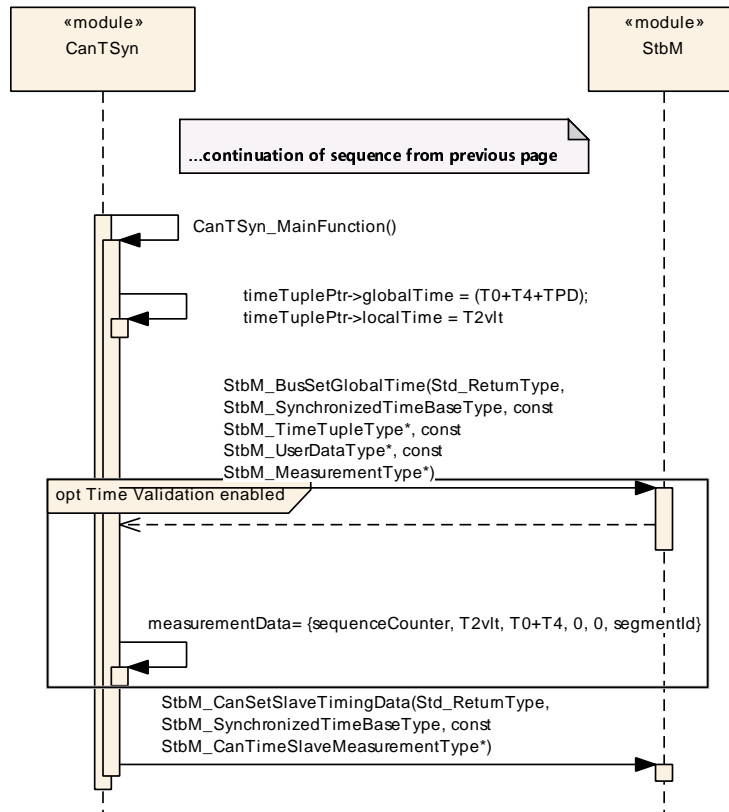 «module»
CanTSyn
«module»
StbM
...continuation of sequence from previous page
CanTSyn_MainFunction()
timeTuplePtr->globalTime = (T0+T4+TPD);
timeTuplePtr->localTime = T2vlt
StbM_BusSetGlobalTime(Std_ReturnType,
StbM_SynchronizedTimeBaseType, const
StbM_TimeTupleType*, const
StbM_UserDataType*, const
StbM_MeasurementType*)
opt Time Validation enabled
measurementData= {sequenceCounter, T2vlt, T0+T4, 0, 0, segmentId}
StbM_CanSetSlaveTimingData(Std_ReturnType,
StbM_SynchronizedTimeBaseType, const
StbM_CanTimeSlaveMeasurementType*)